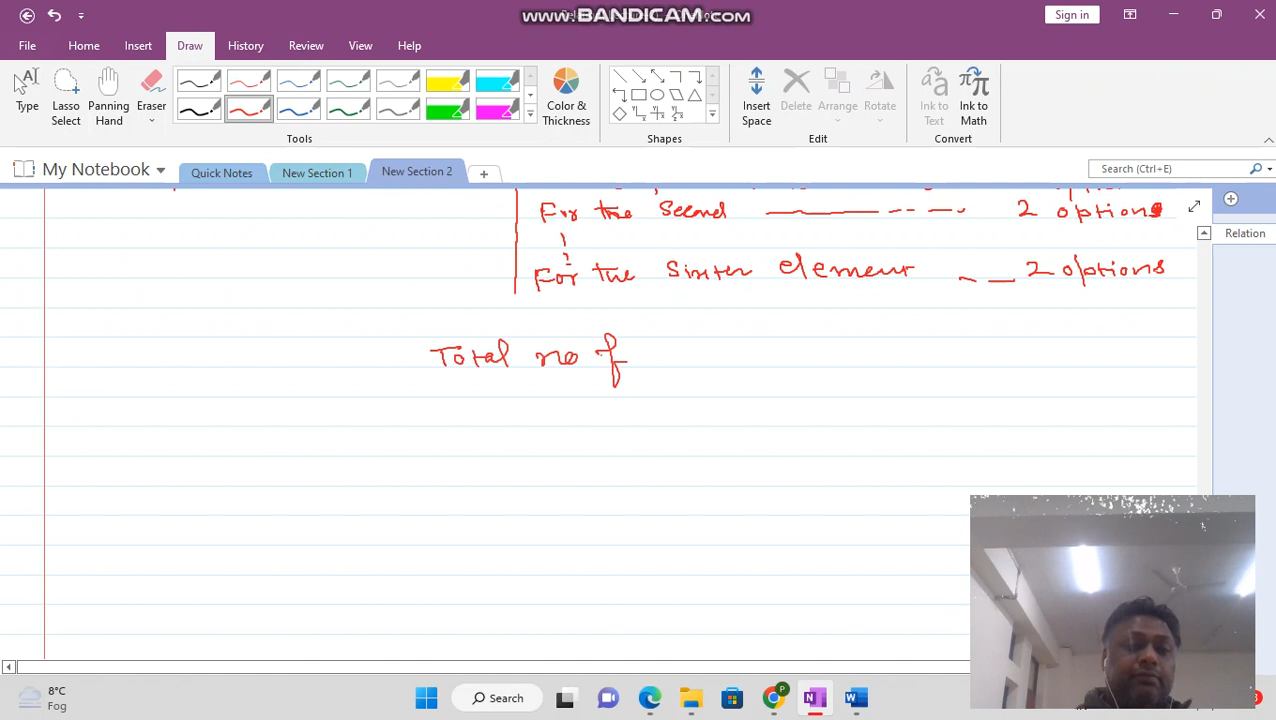 www.BANDICAM.com
Sign in
File Home Insert Draw History Review View Help
Type
Lasso Select
Panning Hand
Eraser
Color & Thickness
Insert Space
Delete
Arrange
Rotate
Ink to Text
Ink to Math
Tools
Shapes
Edit
Convert
My Notebook
Quick Notes
New Section 1
New Section 2
Search (Ctrl+E)
Relation
For the Second 2 options
For the Sixten element 2 options
Total no of
8°C
Fog
Search